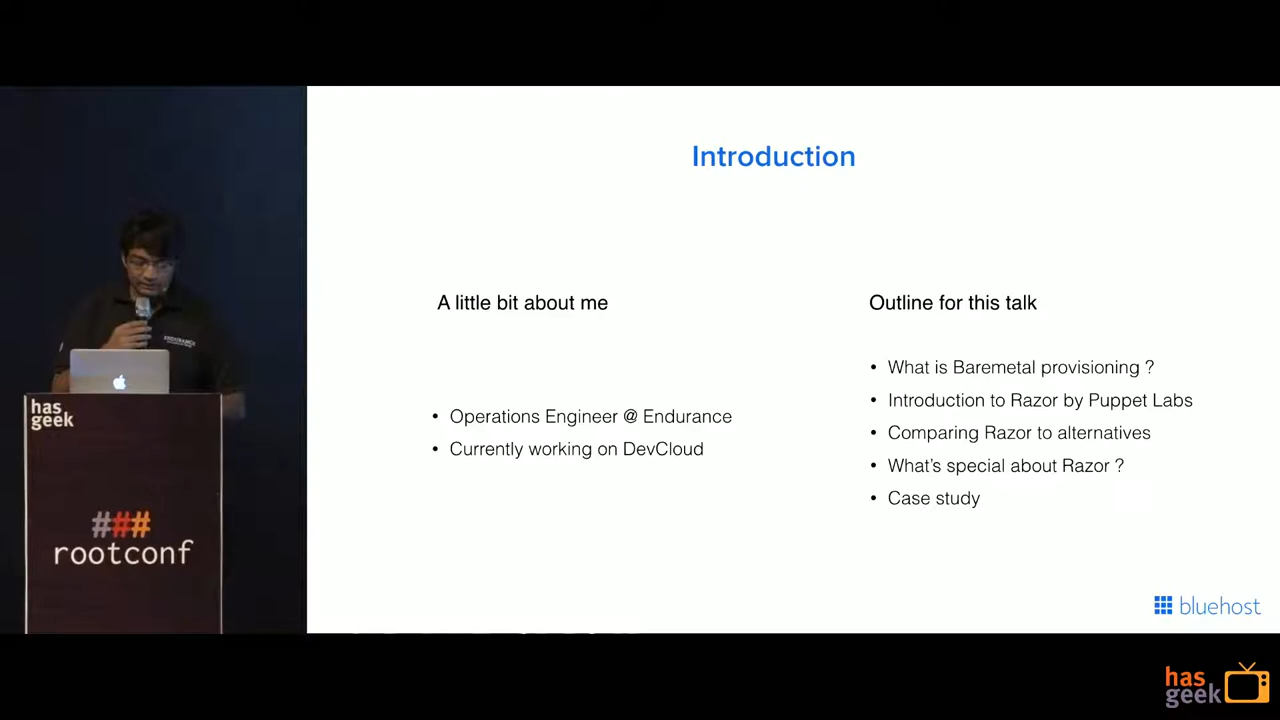 Introduction
A little bit about me
• Operations Engineer @ Endurance
• Currently working on DevCloud
Outline for this talk
• What is Baremetal provisioning ?
• Introduction to Razor by Puppet Labs
• Comparing Razor to alternatives
• What's special about Razor ?
• Case study
bluehost
has
geek
###
rootconf
ENDURANCE
has
geek